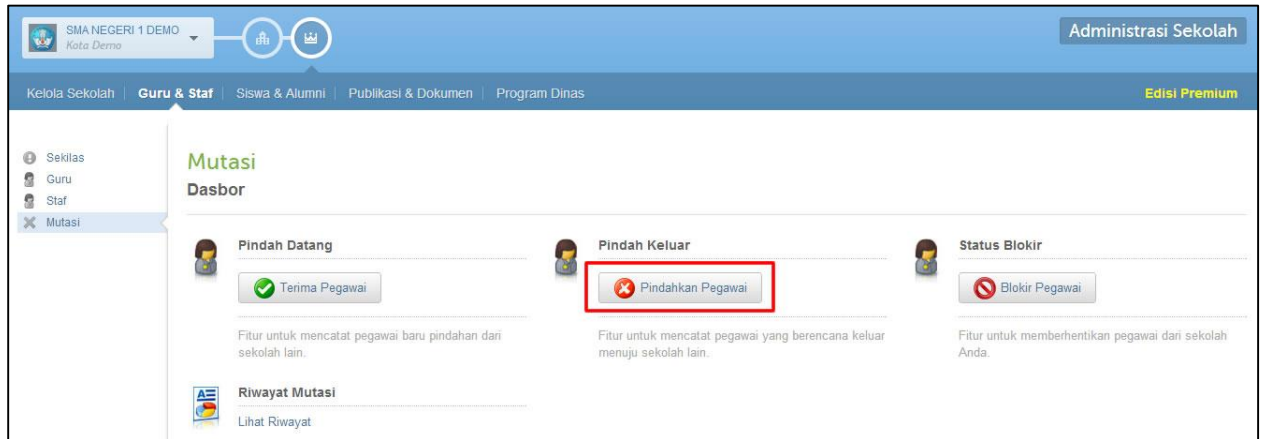 SMA NEGERI 1 DEMO
Kota Demo
Administrasi Sekolah
Kelola Sekolah
Guru & Staf
Siswa & Alumni
Publikasi & Dokumen
Program Dinas
Edisi Premium
Sekilas
Guru
Staf
Mutasi
Mutasi
Dasbor
Pindah Datang
Terima Pegawai
Fitur untuk mencatat pegawai baru pindahan dari
sekolah lain.
Pindah Keluar
Pindahkan Pegawai
Fitur untuk mencatat pegawai yang berencana keluar
menuju sekolah lain.
Status Blokir
Blokir Pegawai
Fitur untuk memberhentikan pegawai dari sekolah
Anda.
Riwayat Mutasi
Lihat Riwayat